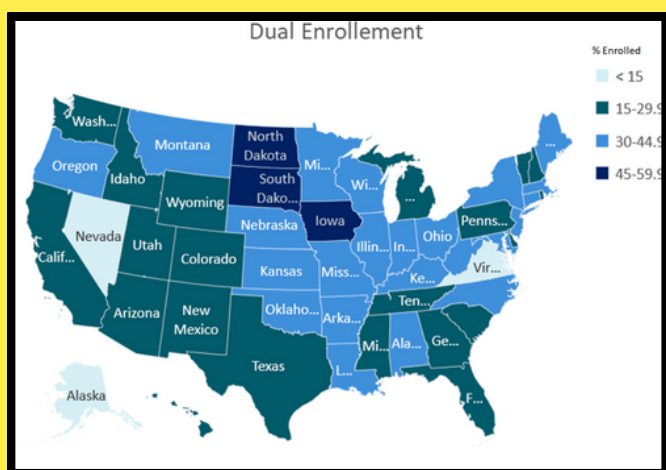 Dual Enrollement
% Enrolled
< 15
15-29.9
30-44.9
45-59.9
Wash...
Montana
North
Dakota
Mi...
...
Oregon
Idaho
South
Dako...
Wi...
...
Wyoming
Nebraska
Iowa
Penns...
Nevada
Illin...
In...
Ohio
Utah
Colorado
Kansas
Miss...
Ke...
Vir...
Calif...
Arizona
New
Mexico
Oklaho...
Arka...
Ten...
Texas
L...
Mi...
Ala...
Ge...
F...
Alaska